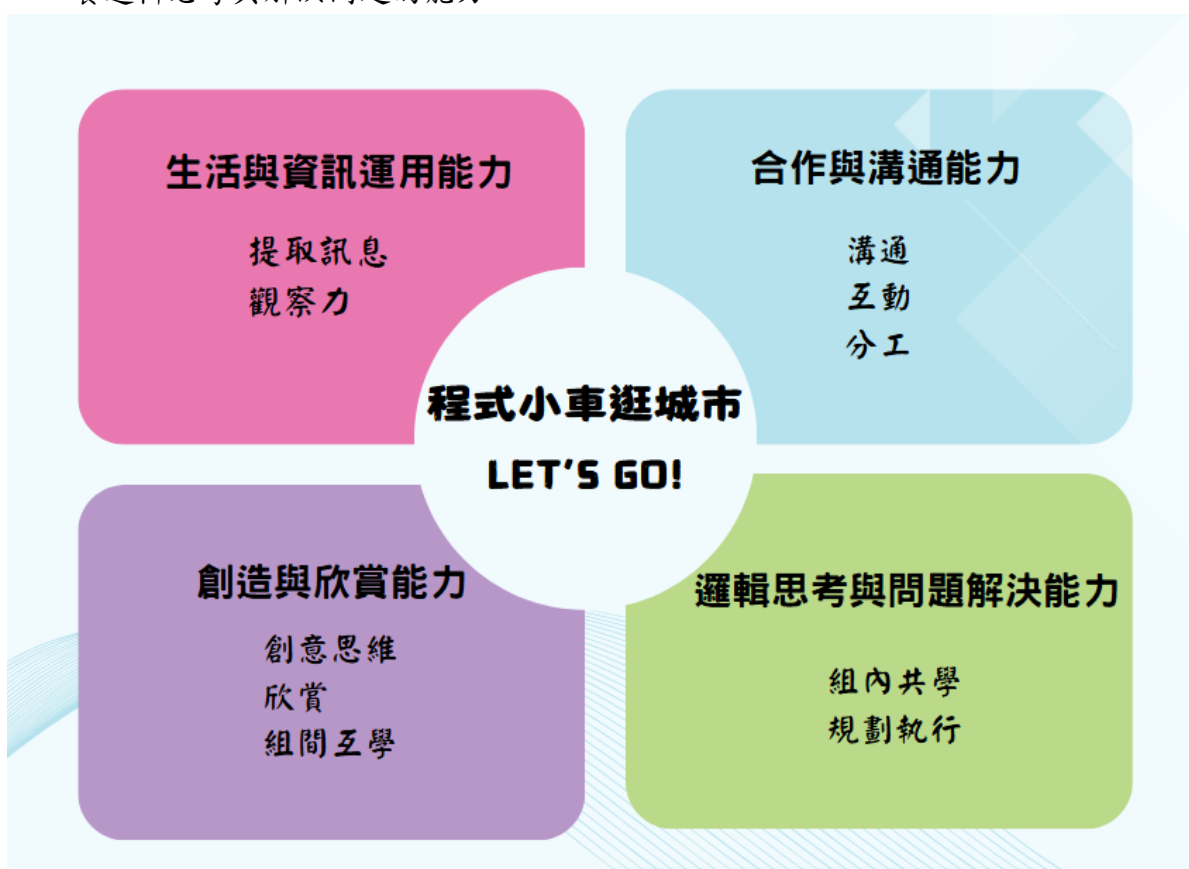 生活與資訊運用能力
提取訊息
觀察力
合作與溝通能力
溝通
互動
分工
程式小車逛城市
LET'S GO!
創造與欣賞能力
創意思維
欣賞
組間互學
邏輯思考與問題解決能力
組內共學
規劃執行